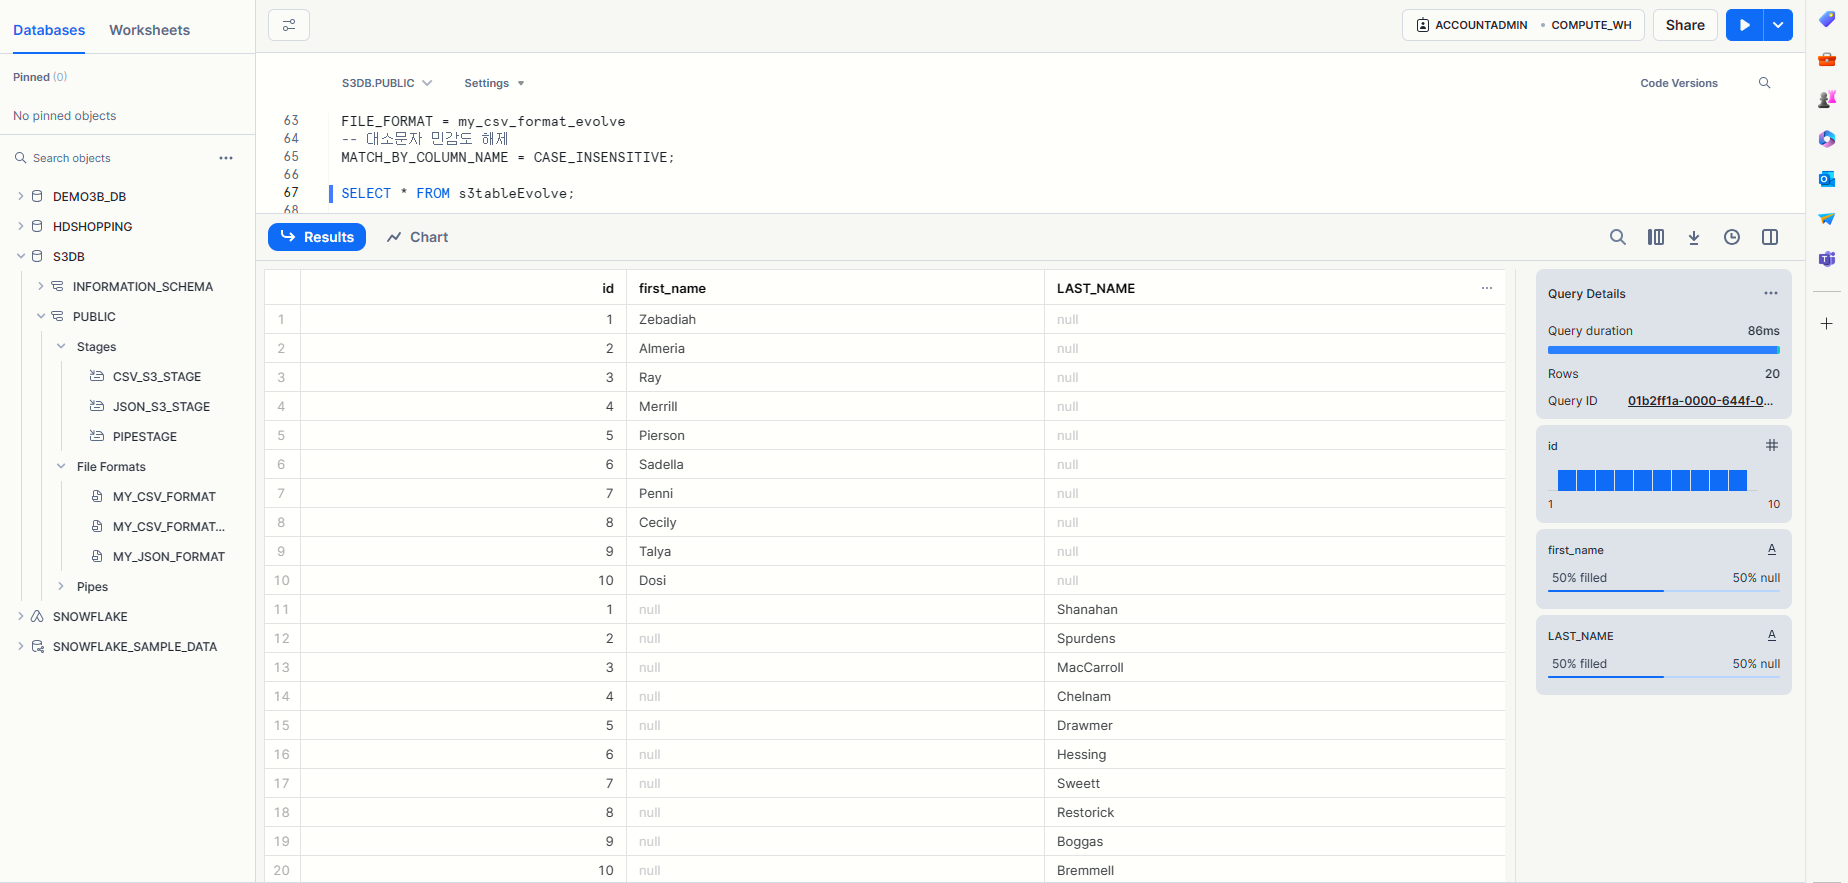 Databases Worksheets
ACCOUNTADMIN • COMPUTE_WH Share
Pinned (0)
No pinned objects
Search objects
DEMO3B_DB
HDSHOPPING
S3DB
INFORMATION_SCHEMA
PUBLIC
Stages
CSV_S3_STAGE
JSON_S3_STAGE
PIPESTAGE
File Formats
MY_CSV_FORMAT
MY_CSV_FORMAT...
MY_JSON_FORMAT
Pipes
SNOWFLAKE
SNOWFLAKE_SAMPLE_DATA
S3DB.PUBLIC Settings Code Versions
63 FILE_FORMAT = my_csv_format_evolve
64 -- 대소문자 민감도 해제
65 MATCH_BY_COLUMN_NAME = CASE_INSENSITIVE;
66
67 SELECT * FROM s3tableEvolve;
68
Results Chart
id first_name LAST_NAME ...
1 1 Zebadiah null
2 2 Almeria null
3 3 Ray null
4 4 Merrill null
5 5 Pierson null
6 6 Sadella null
7 7 Penni null
8 8 Cecily null
9 9 Talya null
10 10 Dosi null
11 1 null Shanahan
12 2 null Spurdens
13 3 null MacCarroll
14 4 null Chelnam
15 5 null Drawmer
16 6 null Hessing
17 7 null Sweett
18 8 null Restorick
19 9 null Boggas
20 10 null Bremmell
Query Details ...
Query duration 86ms
Rows 20
Query ID 01b2ff1a-0000-644f-0...
id #
1 10
first_name A
50% filled 50% null
LAST_NAME A
50% filled 50% null